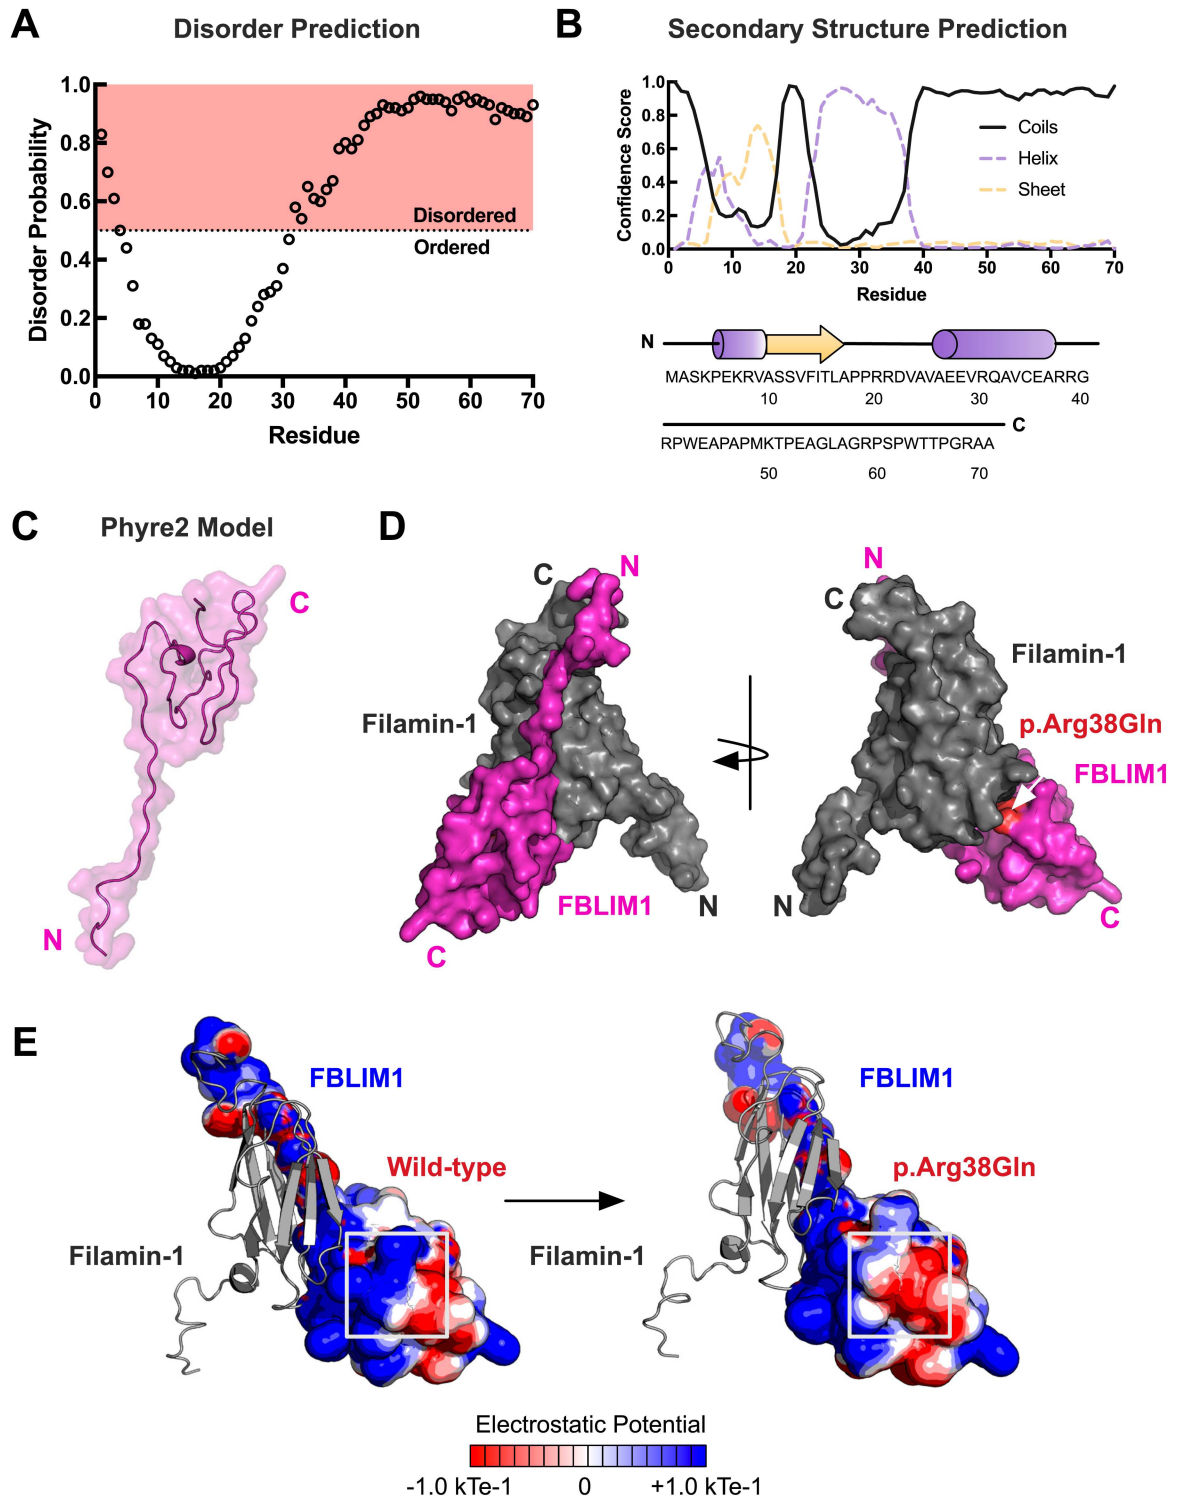 A
Disorder Prediction
Disorder Probability
1.0
0.8
0.6
0.4
0.2
0.0
Disordered
Ordered
0 10 20 30 40 50 60 70
Residue
B
Secondary Structure Prediction
Confidence Score
1.0
0.8
0.6
0.4
0.2
0.0
Coils
Helix
Sheet
0 10 20 30 40 50 60 70
Residue
N
MASKPEKRVASSVFITLAPPRRDVAVAEEVRQAVCEARRG
10 20 30 40
C
RPWEAPAPMKTPEAGLAGRPSPWTTPGRAA
50 60 70
C
Phyre2 Model
C
N
D
C
N
Filamin-1
FBLIM1
N
C
N
C
Filamin-1
p.Arg38Gln
FBLIM1
N
C
E
FBLIM1
Wild-type
Filamin-1
FBLIM1
p.Arg38Gln
Filamin-1
Electrostatic Potential
-1.0 kTe-1 0 +1.0 kTe-1